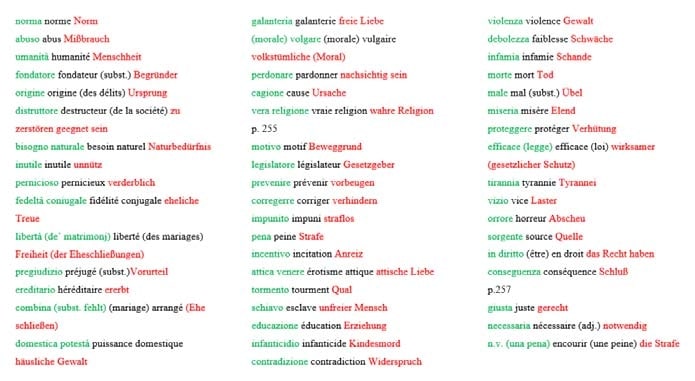 norma norme Norm
abuso abus Mißbrauch
umanità humanité Menschheit
fondatore fondateur (subst.) Begründer
origine origine (des délits) Ursprung
distruttore destructeur (de la société) zu
zerstören geegnet sein
bisogno naturale besoin naturel Naturbedürfnis
inutile inutile unnütz
pernicioso pernicieux verderblich
fedeltà coniugale fidélité conjugale eheliche
Treue
libertà (de’ matrimonj) liberté (des mariages)
Freiheit (der Eheschließungen)
pregiudizio préjugé (subst.)Vorurteil
ereditario héréditaire ererbt
combina (subst. fehlt) (mariage) arrangé (Ehe
schließen)
domestica potestà puissance domestique
häusliche Gewalt
galanteria galanterie freie Liebe
(morale) volgare (morale) vulgaire
volkstümliche (Moral)
perdonare pardonner nachsichtig sein
cagione cause Ursache
vera religione vraie religion wahre Religion
p. 255
motivo motif Beweggrund
legislatore législateur Gesetzgeber
prevenire prévenir vorbeugen
corregerre corriger verhindern
impunito impuni straflos
pena peine Strafe
incentivo incitation Anreiz
attica venere érotisme attique attische Liebe
tormento tourment Qual
schiavo esclave unfreier Mensch
educazione éducation Erziehung
infanticidio infanticide Kindesmord
contradizione contradiction Widerspruch
violenza violence Gewalt
debolezza faiblesse Schwäche
infamia infamie Schande
morte mort Tod
male mal (subst.) Übel
miseria misère Elend
proteggere protéger Verhütung
efficace (legge) efficace (loi) wirksamer
(gesetzlicher Schutz)
tirannia tyrannie Tyrannei
vizio vice Laster
orrore horreur Abscheu
sorgente source Quelle
in diritto (être) en droit das Recht haben
conseguenza conséquence Schluß
p.257
giusta juste gerecht
necessaria nécessaire (adj.) notwendig
n.v. (una pena) encourir (une peine) die Strafe